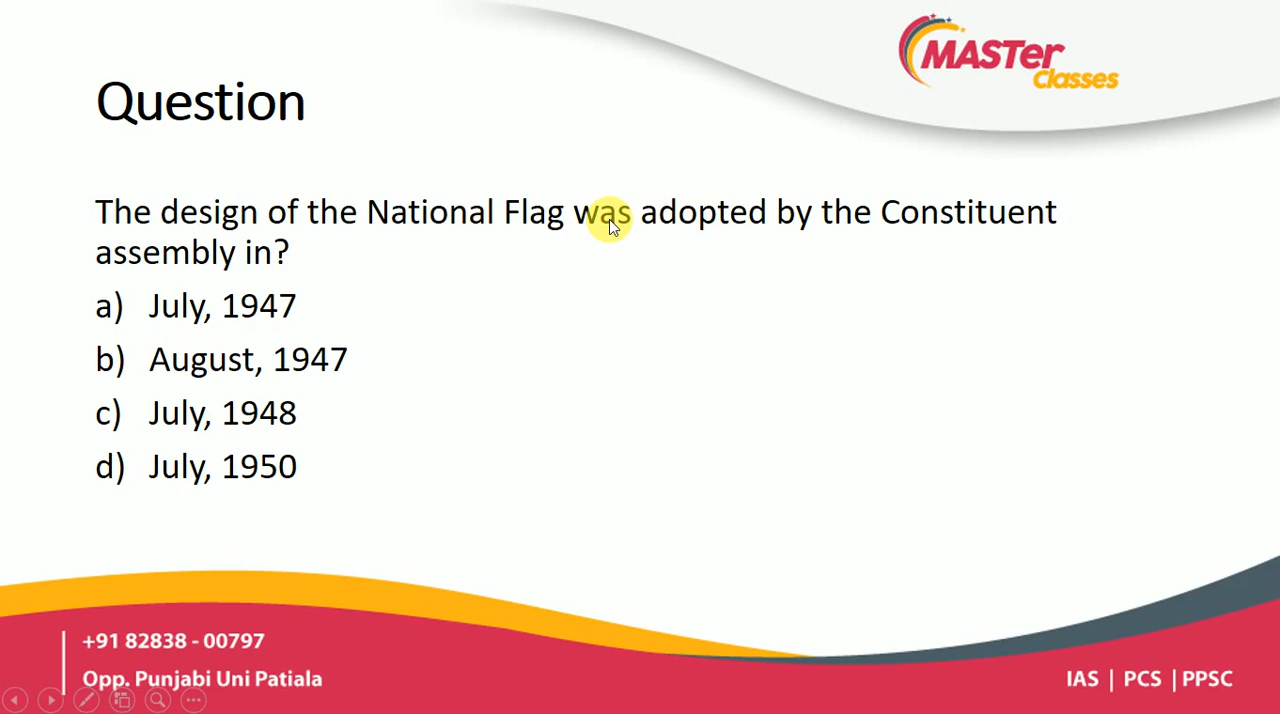 MASTer
Classes
Question
The design of the National Flag was adopted by the Constituent
assembly in?
a) July, 1947
b) August, 1947
c) July, 1948
d) July, 1950
+91 82838 - 00797
Opp. Punjabi Uni Patiala
IAS | PCS | PPSC